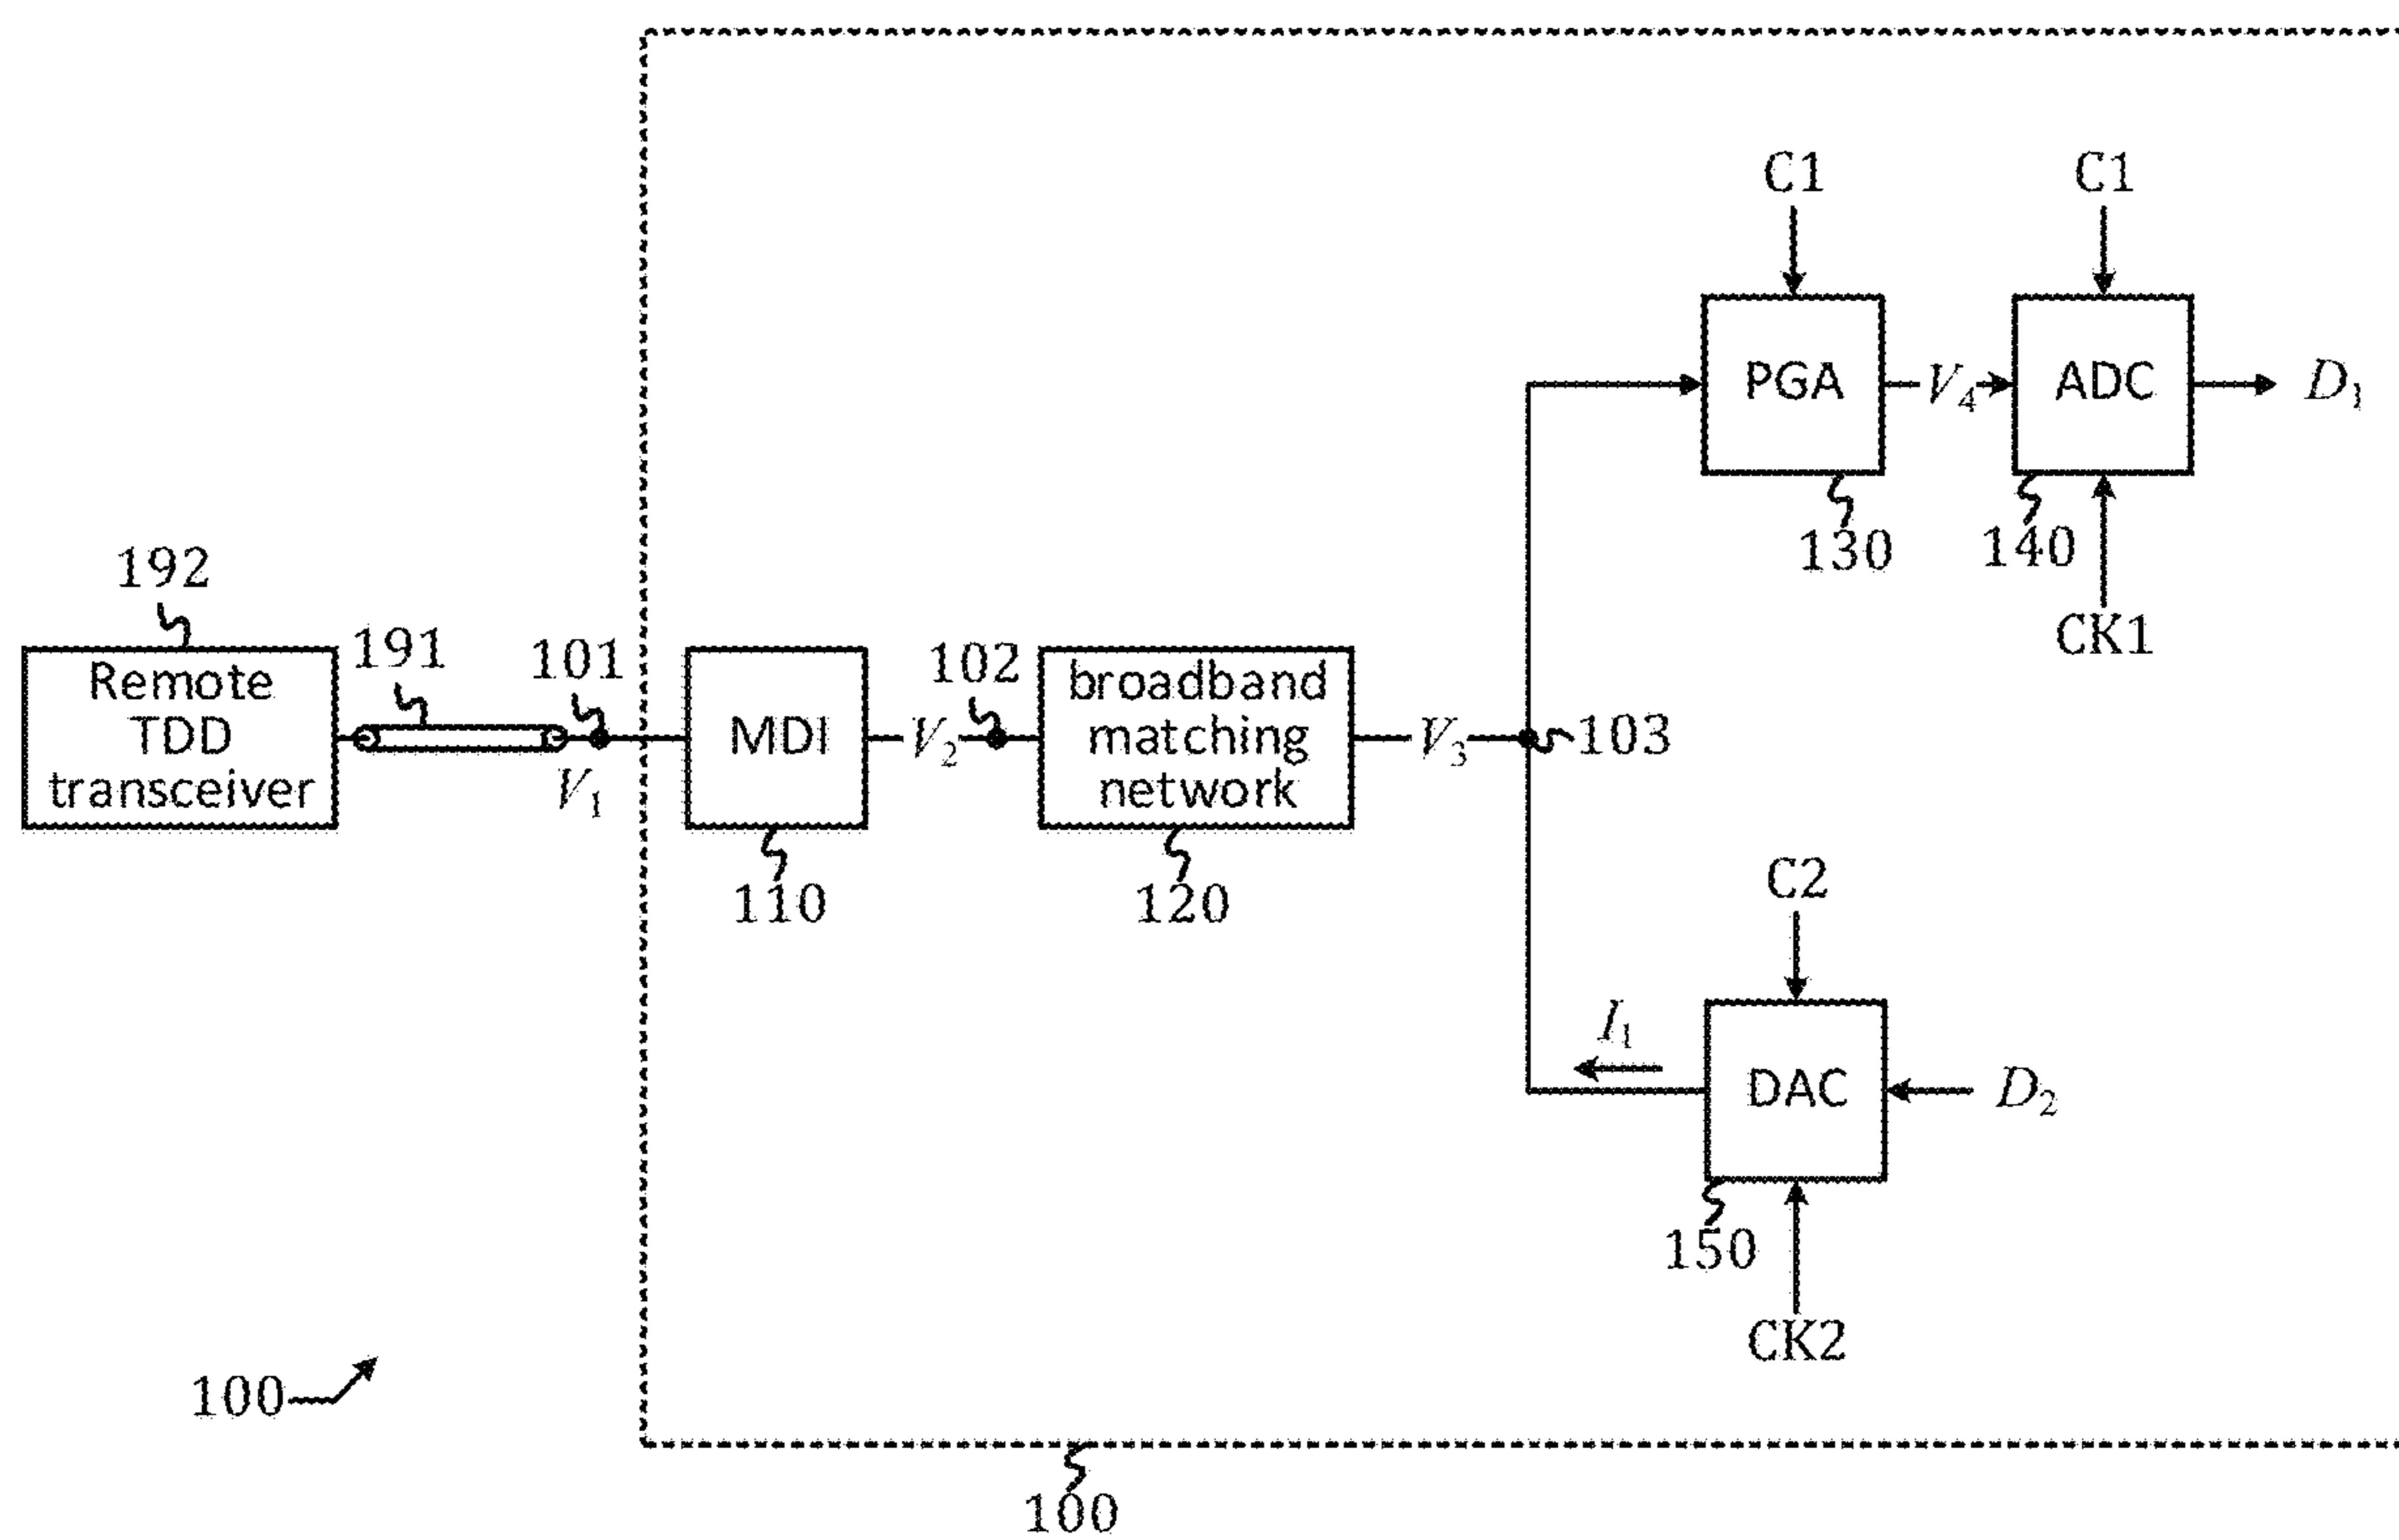 C1
C1
PGA
V4
ADC
D1
130
140
CK1
192
191
101
102
Remote
TDD
transceiver
V1
MDI
V2
broadband
matching
network
V3
103
110
120
C2
I1
DAC
D2
150
CK2
100
100